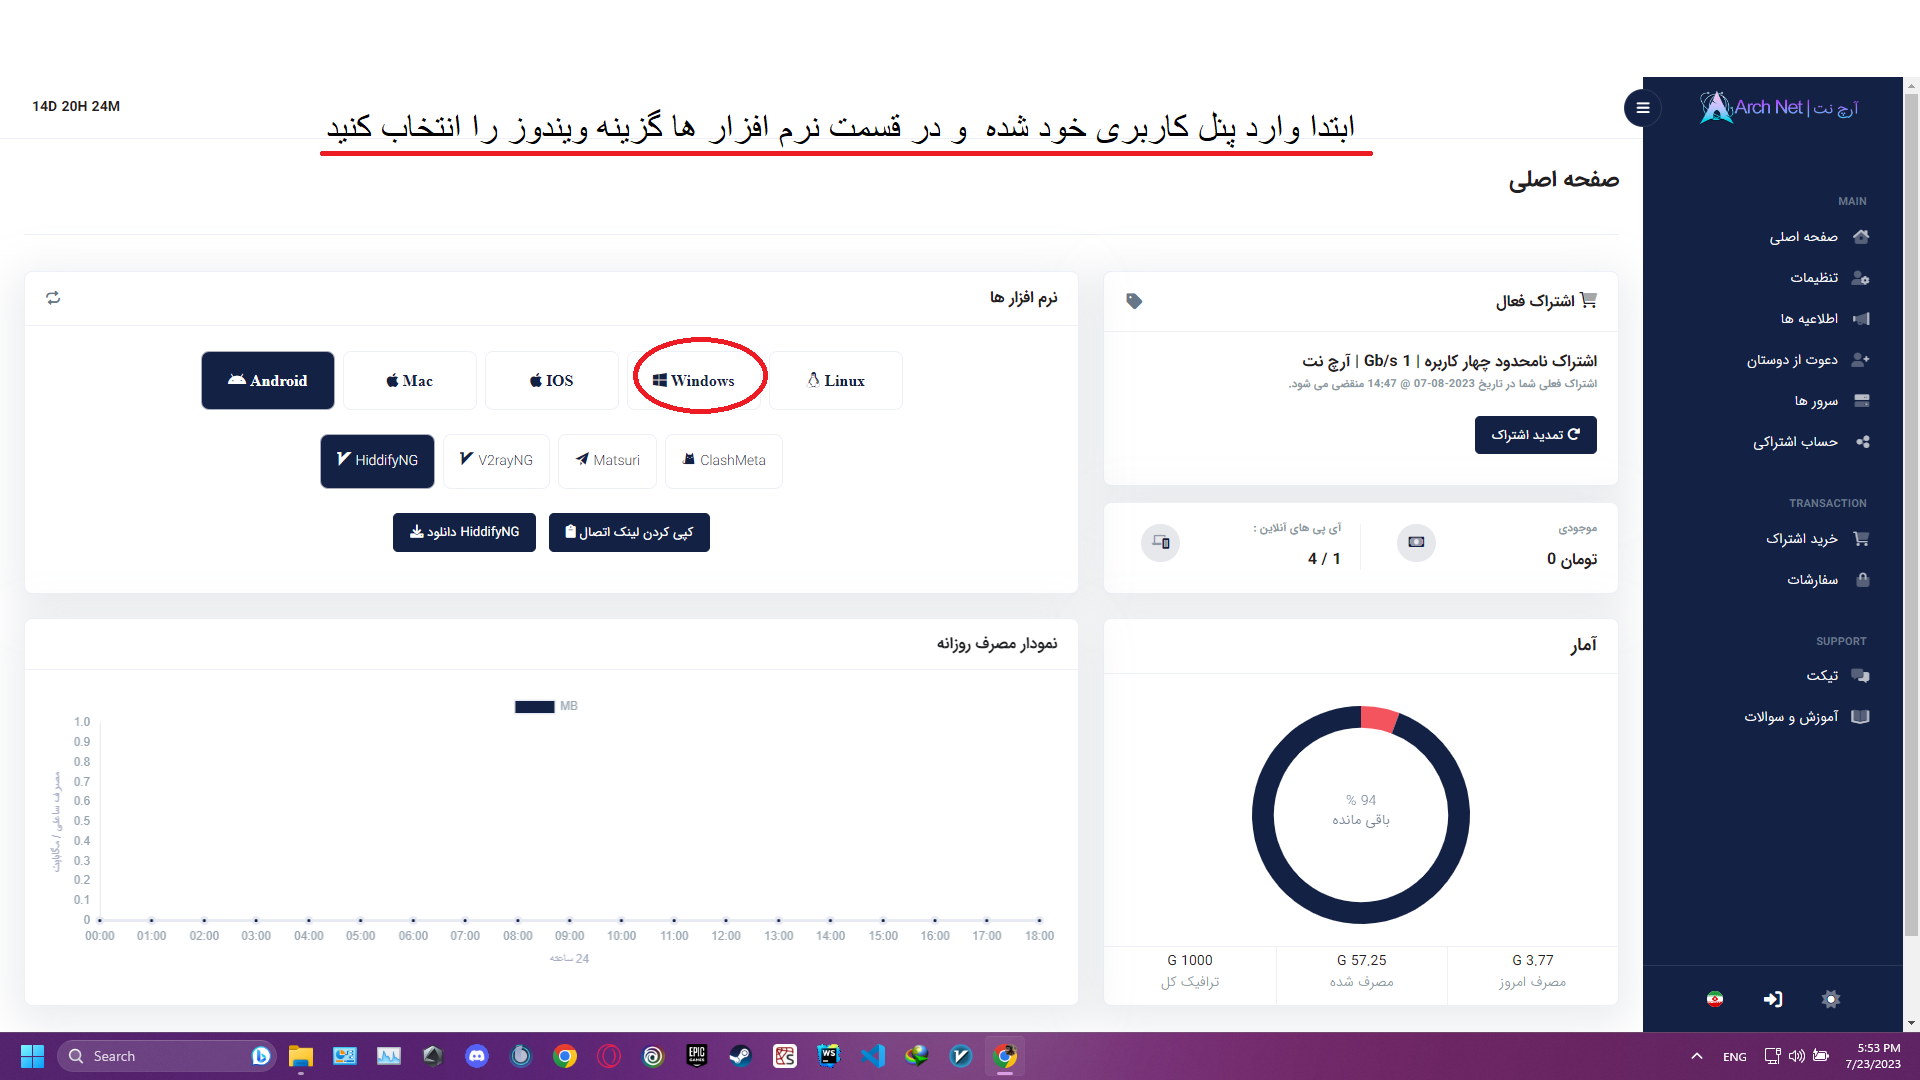 14D 20H 24M
ابتدا وارد پنل کاربری خود شده و در قسمت نرم افزار ها گزینه ویندوز را انتخاب کنید
Arch Net | آرچ نت
صفحه اصلی
MAIN
صفحه اصلی
تنظیمات
اطلاعیه ها
دعوت از دوستان
سرور ها
حساب اشتراکی
TRANSACTION
خرید اشتراک
سفارشات
SUPPORT
تیکت
آموزش و سوالات
اشتراک فعال
اشتراک نامحدود چهار کاربره | 1 Gb/s | آرچ نت
اشتراک فعلی شما در تاریخ 2023-08-07 @ 14:47 منقضی می شود.
تمدید اشتراک
موجودی
0 تومان
آی پی های آنلاین :
4 / 1
نرم افزار ها
Android
Mac
IOS
Windows
Linux
HiddifyNG
V2rayNG
Matsuri
ClashMeta
دانلود HiddifyNG
کپی کردن لینک اتصال
آمار
94 %
باقی مانده
3.77 G
مصرف امروز
57.25 G
مصرف شده
1000 G
ترافیک کل
نمودار مصرف روزانه
MB
1.0
0.9
0.8
0.7
0.6
0.5
0.4
0.3
0.2
0.1
0
مصرف ساعتی / مگابایت
00:00 01:00 02:00 03:00 04:00 05:00 06:00 07:00 08:00 09:00 10:00 11:00 12:00 13:00 14:00 15:00 16:00 17:00 18:00
24 ساعته
Search
EPIC GAMES
WS
ENG
5:53 PM
7/23/2023